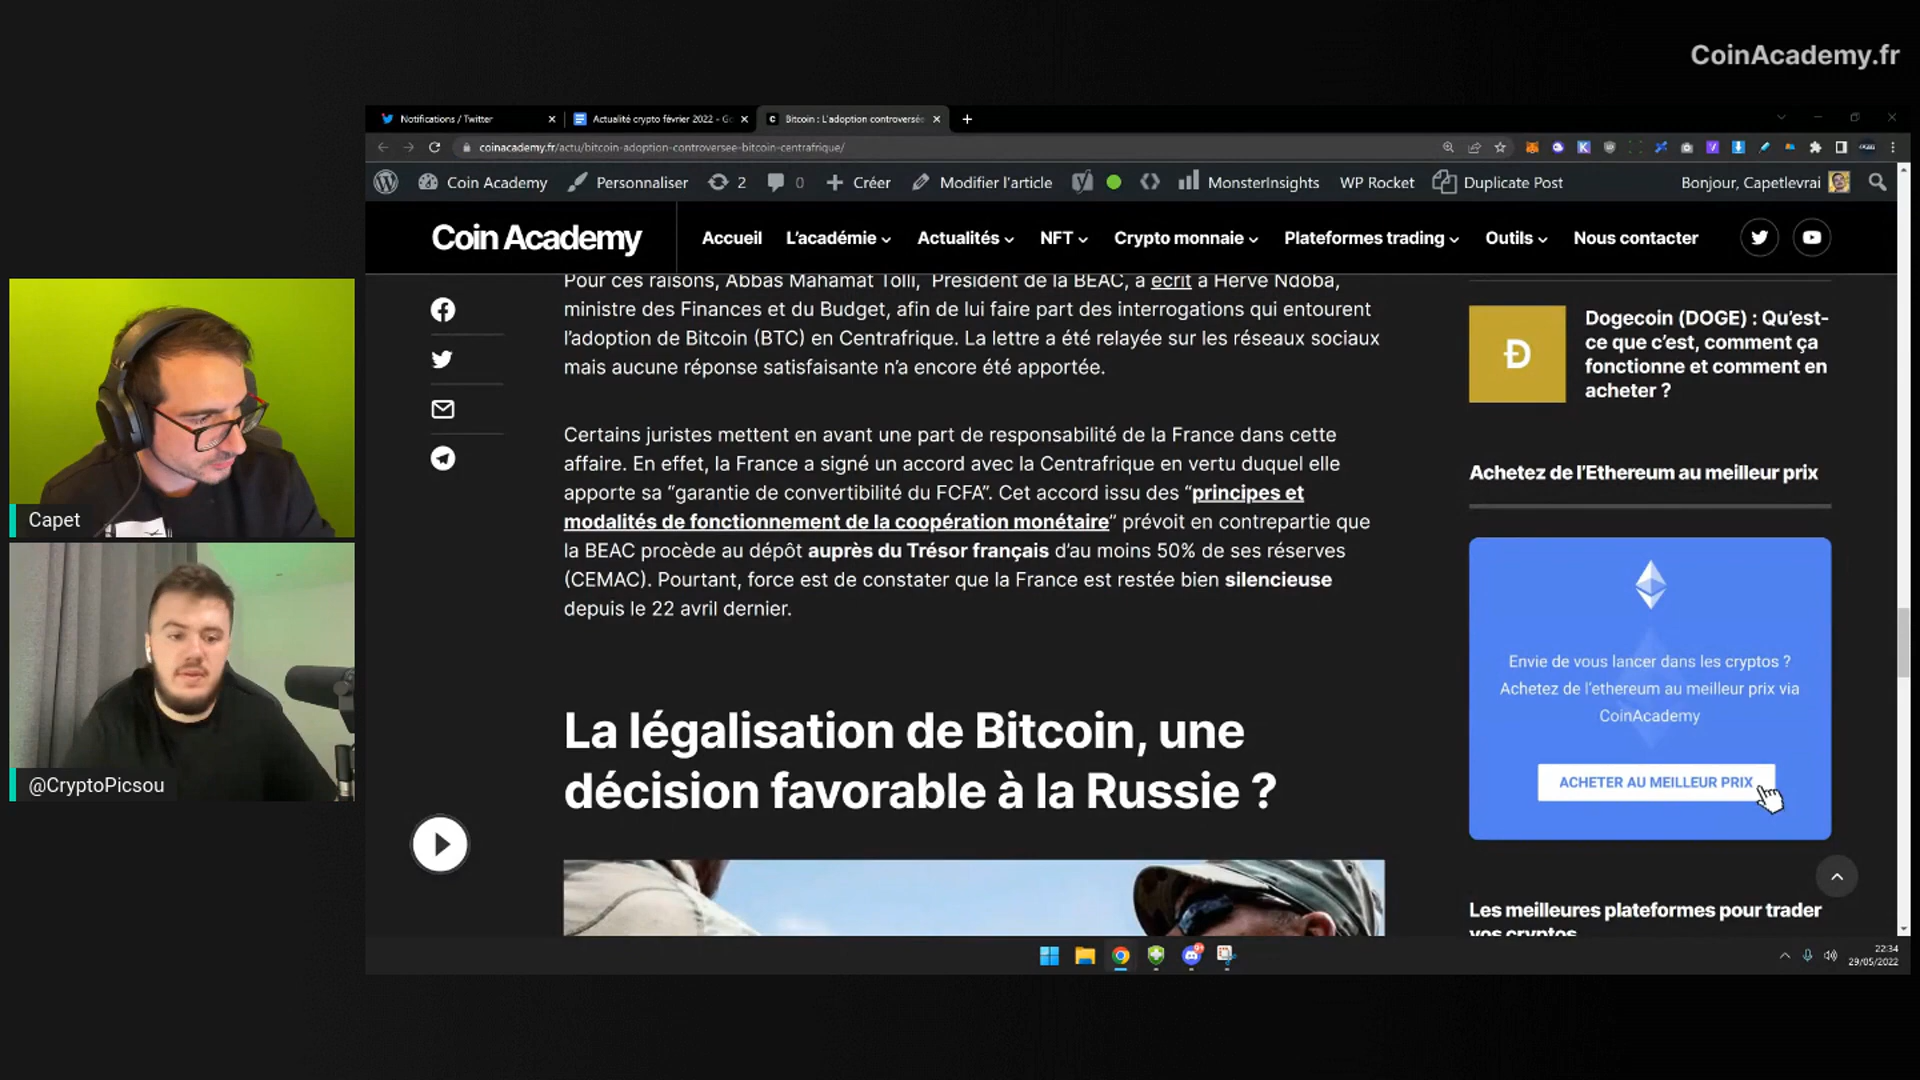 CoinAcademy.fr
Notifications / Twitter
Actualité crypto février 2022 - Go
Bitcoin : L'adoption controversée
coinacademy.fr/actu/bitcoin-adoption-controversee-bitcoin-centrafrique/
Coin Academy
Personnaliser
2
0
Créer
Modifier l'article
MonsterInsights
WP Rocket
Duplicate Post
Bonjour, Capetlevrai
Coin Academy
Accueil
L'académie
Actualités
NFT
Crypto monnaie
Plateformes trading
Outils
Nous contacter
Pour ces raisons, Abbas Mahamat Tolli, Président de la BEAC, a écrit à Hervé Ndoba,
ministre des Finances et du Budget, afin de lui faire part des interrogations qui entourent
l'adoption de Bitcoin (BTC) en Centrafrique. La lettre a été relayée sur les réseaux sociaux
mais aucune réponse satisfaisante n'a encore été apportée.
Certains juristes mettent en avant une part de responsabilité de la France dans cette
affaire. En effet, la France a signé un accord avec la Centrafrique en vertu duquel elle
apporte sa "garantie de convertibilité du FCFA". Cet accord issu des "principes et
modalités de fonctionnement de la coopération monétaire" prévoit en contrepartie que
la BEAC procède au dépôt auprès du Trésor français d'au moins 50% de ses réserves
(CEMAC). Pourtant, force est de constater que la France est restée bien silencieuse
depuis le 22 avril dernier.
La légalisation de Bitcoin, une
décision favorable à la Russie ?
Dogecoin (DOGE) : Qu'est-
ce que c'est, comment ça
fonctionne et comment en
acheter ?
Achetez de l'Ethereum au meilleur prix
Envie de vous lancer dans les cryptos ?
Achetez de l'ethereum au meilleur prix via
CoinAcademy
ACHETER AU MEILLEUR PRIX
Les meilleures plateformes pour trader
vos cryptos
Capet
@CryptoPicsou
22:34
29/05/2022